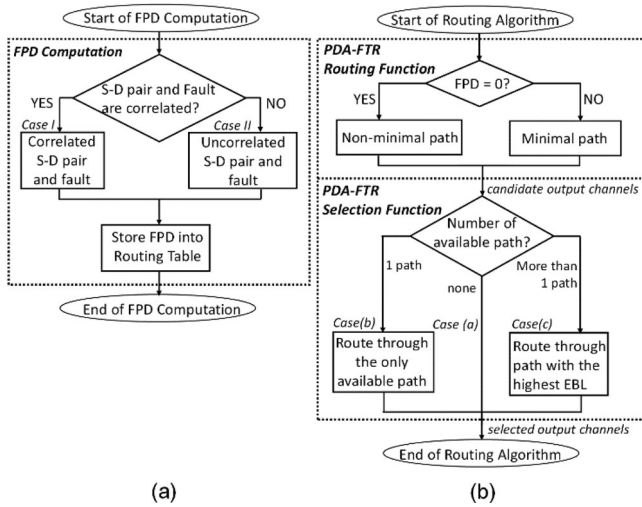 Start of FPD Computation
FPD Computation
S-D pair and Fault
are correlated?
YES
NO
Case I
Case II
Correlated
S-D pair
and fault
Uncorrelated
S-D pair and
fault
Store FPD into
Routing Table
End of FPD Computation
(a)
Start of Routing Algorithm
PDA-FTR
Routing Function
FPD = 0?
YES
NO
Non-minimal path
Minimal path
candidate output channels
PDA-FTR
Selection Function
Number of
available path?
1 path
none
More than
1 path
Case(b)
Case (a)
Case(c)
Route through
the only
available path
Route through
path with the
highest EBL
selected output channels
End of Routing Algorithm
(b)